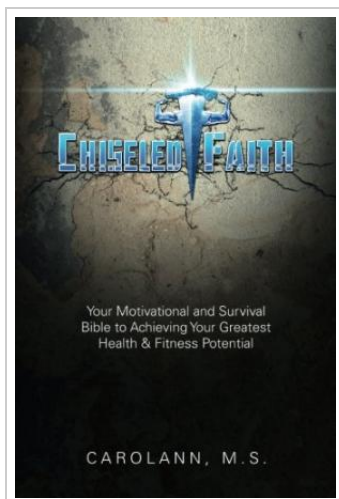 CHISELED FAITH
Your Motivational and Survival
Bible to Achieving Your Greatest
Health & Fitness Potential
CAROLANN, M.S.